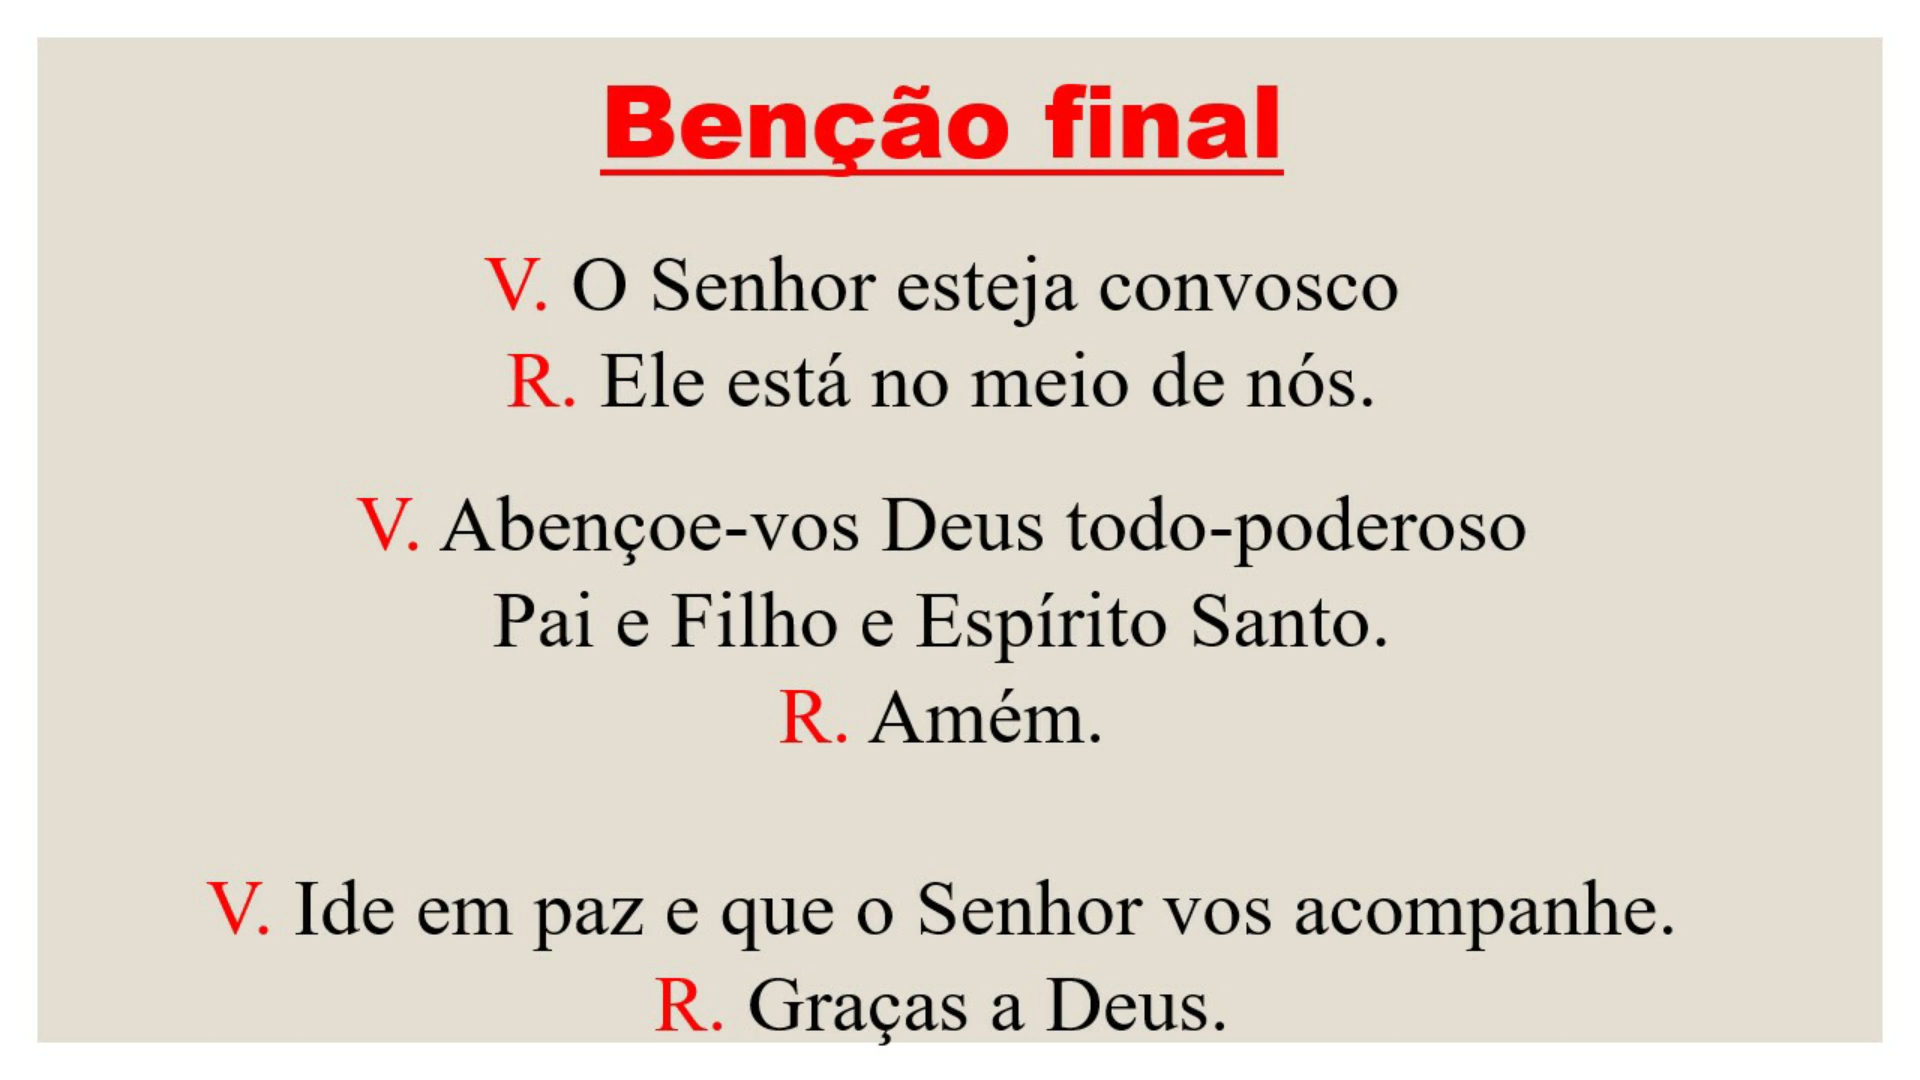 Benção final
V. O Senhor esteja convosco
R. Ele está no meio de nós.
V. Abençoe-vos Deus todo-poderoso
Pai e Filho e Espírito Santo.
R. Amém.
V. Ide em paz e que o Senhor vos acompanhe.
R. Graças a Deus.